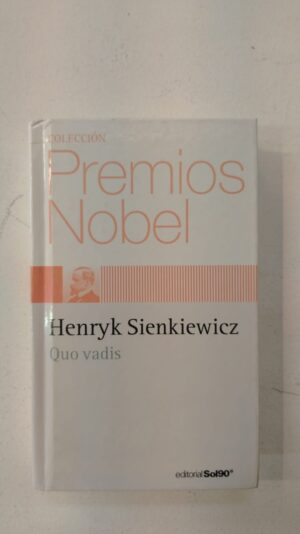 COLECCIÓN
Premios
Nobel
Henryk Sienkiewicz
Quo vadis
editorial Sol90®